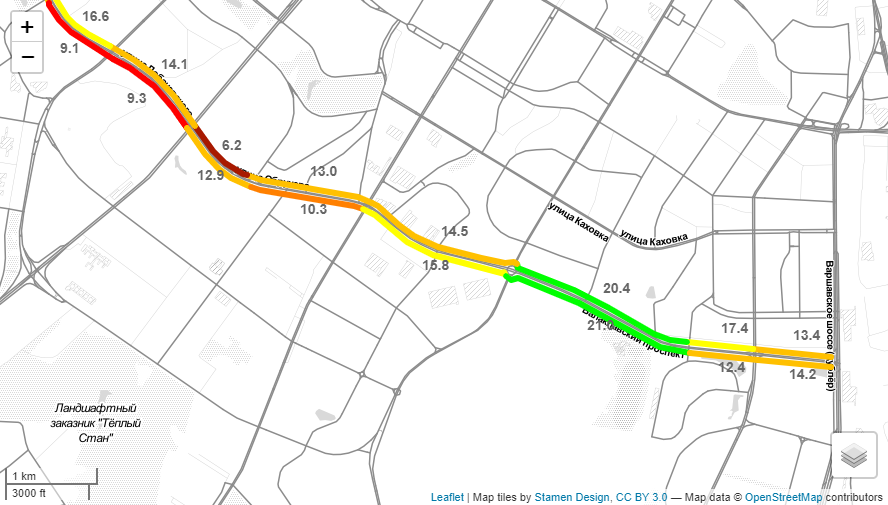 +
−
16.6
9.1
14.1
9.3
6.2
12.9
13.0
10.3
14.5
15.8
улица Каховка
улица Каховка
20.4
17.4
13.4
12.4
14.2
Варшавское шоссе
Ландшафтный
заказник "Тёплый
Стан"
1 km
3000 ft
Leaflet | Map tiles by Stamen Design, CC BY 3.0 — Map data © OpenStreetMap contributors